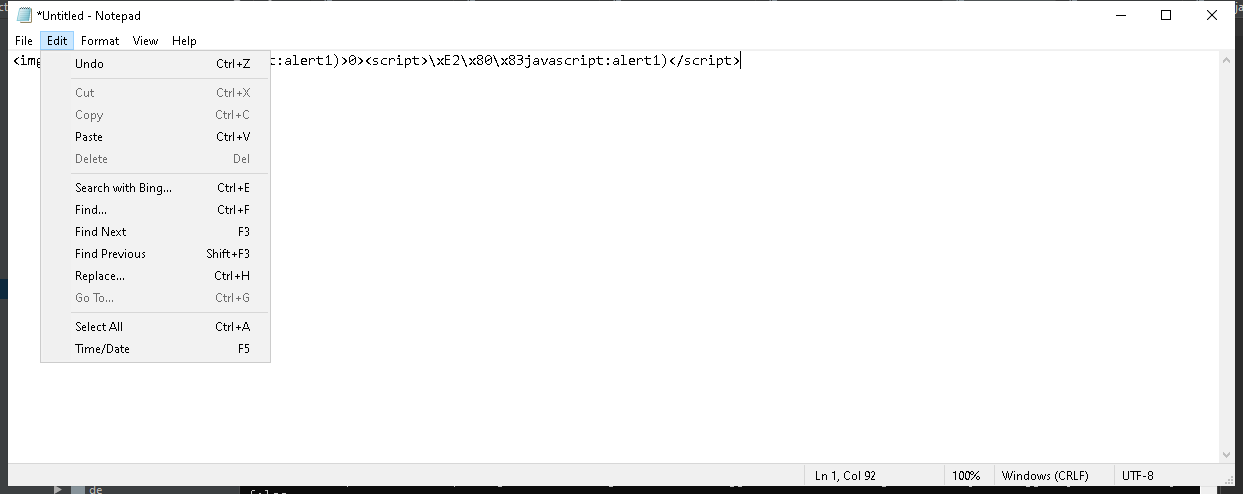 *Untitled - Notepad
File Edit Format View Help
<img t:alert1)>0><script>\xE2\x80\x83javascript:alert1)</script>
Undo Ctrl+Z
Cut Ctrl+X
Copy Ctrl+C
Paste Ctrl+V
Delete Del
Search with Bing... Ctrl+E
Find... Ctrl+F
Find Next F3
Find Previous Shift+F3
Replace... Ctrl+H
Go To... Ctrl+G
Select All Ctrl+A
Time/Date F5
Ln 1, Col 92 100% Windows (CRLF) UTF-8
de